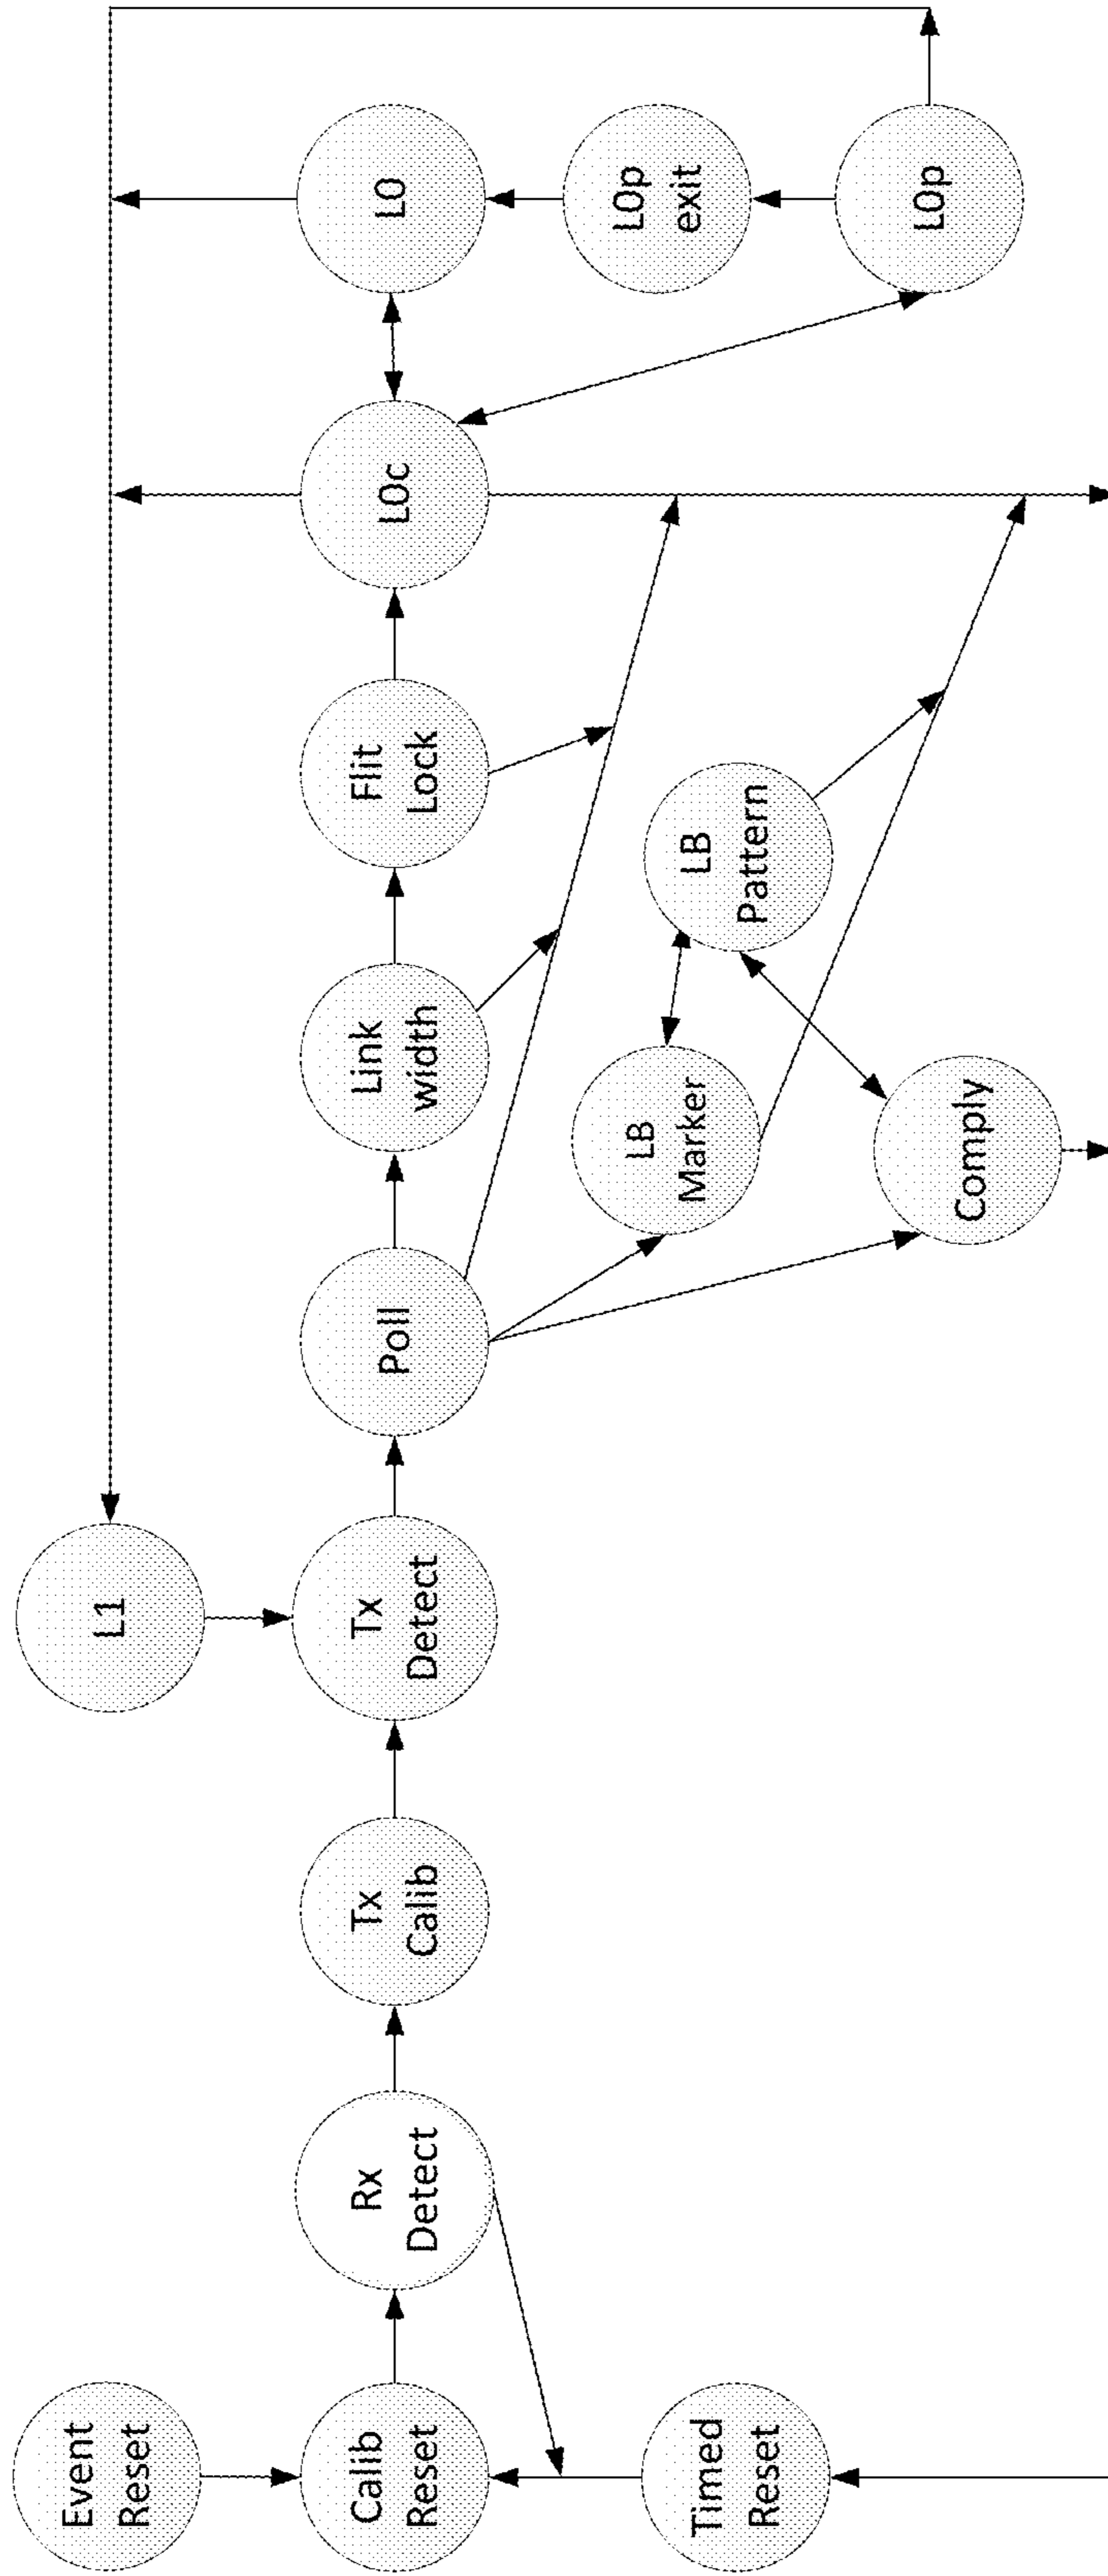 Event
Reset
L1
Calib
Reset
Rx
Detect
Tx
Calib
Tx
Detect
Poll
Link
width
Flit
Lock
L0c
L0
L0p
exit
L0p
Timed
Reset
LB
Marker
LB
Pattern
Comply